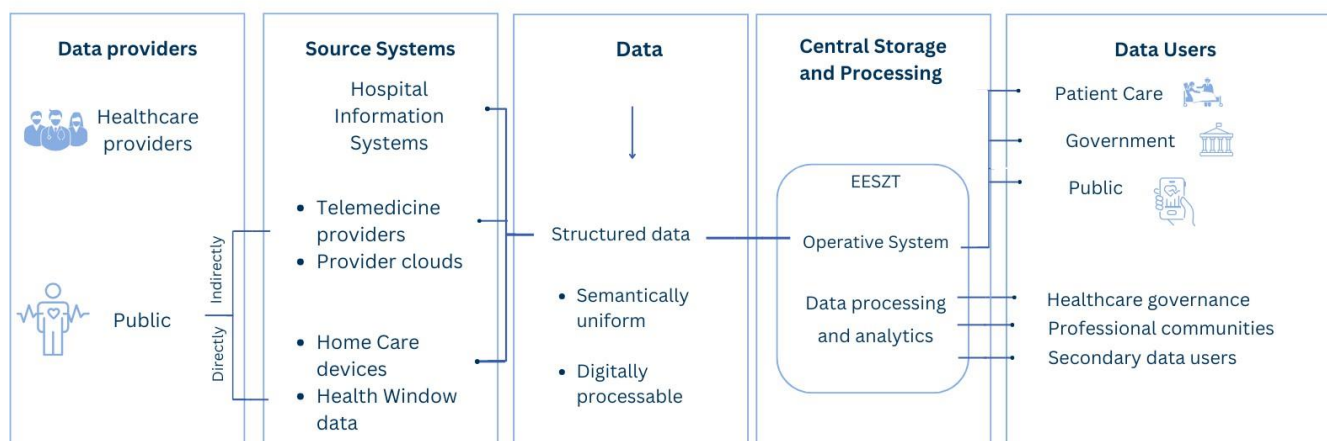 Data providers
Healthcare
providers
Public
Indirectly
Directly
Source Systems
Hospital
Information
Systems
• Telemedicine
providers
• Provider clouds
• Home Care
devices
• Health Window
data
Data
Structured data
• Semantically
uniform
• Digitally
processable
Central Storage
and Processing
EESZT
Operative System
Data processing
and analytics
Data Users
Patient Care
Government
Public
Healthcare governance
Professional communities
Secondary data users